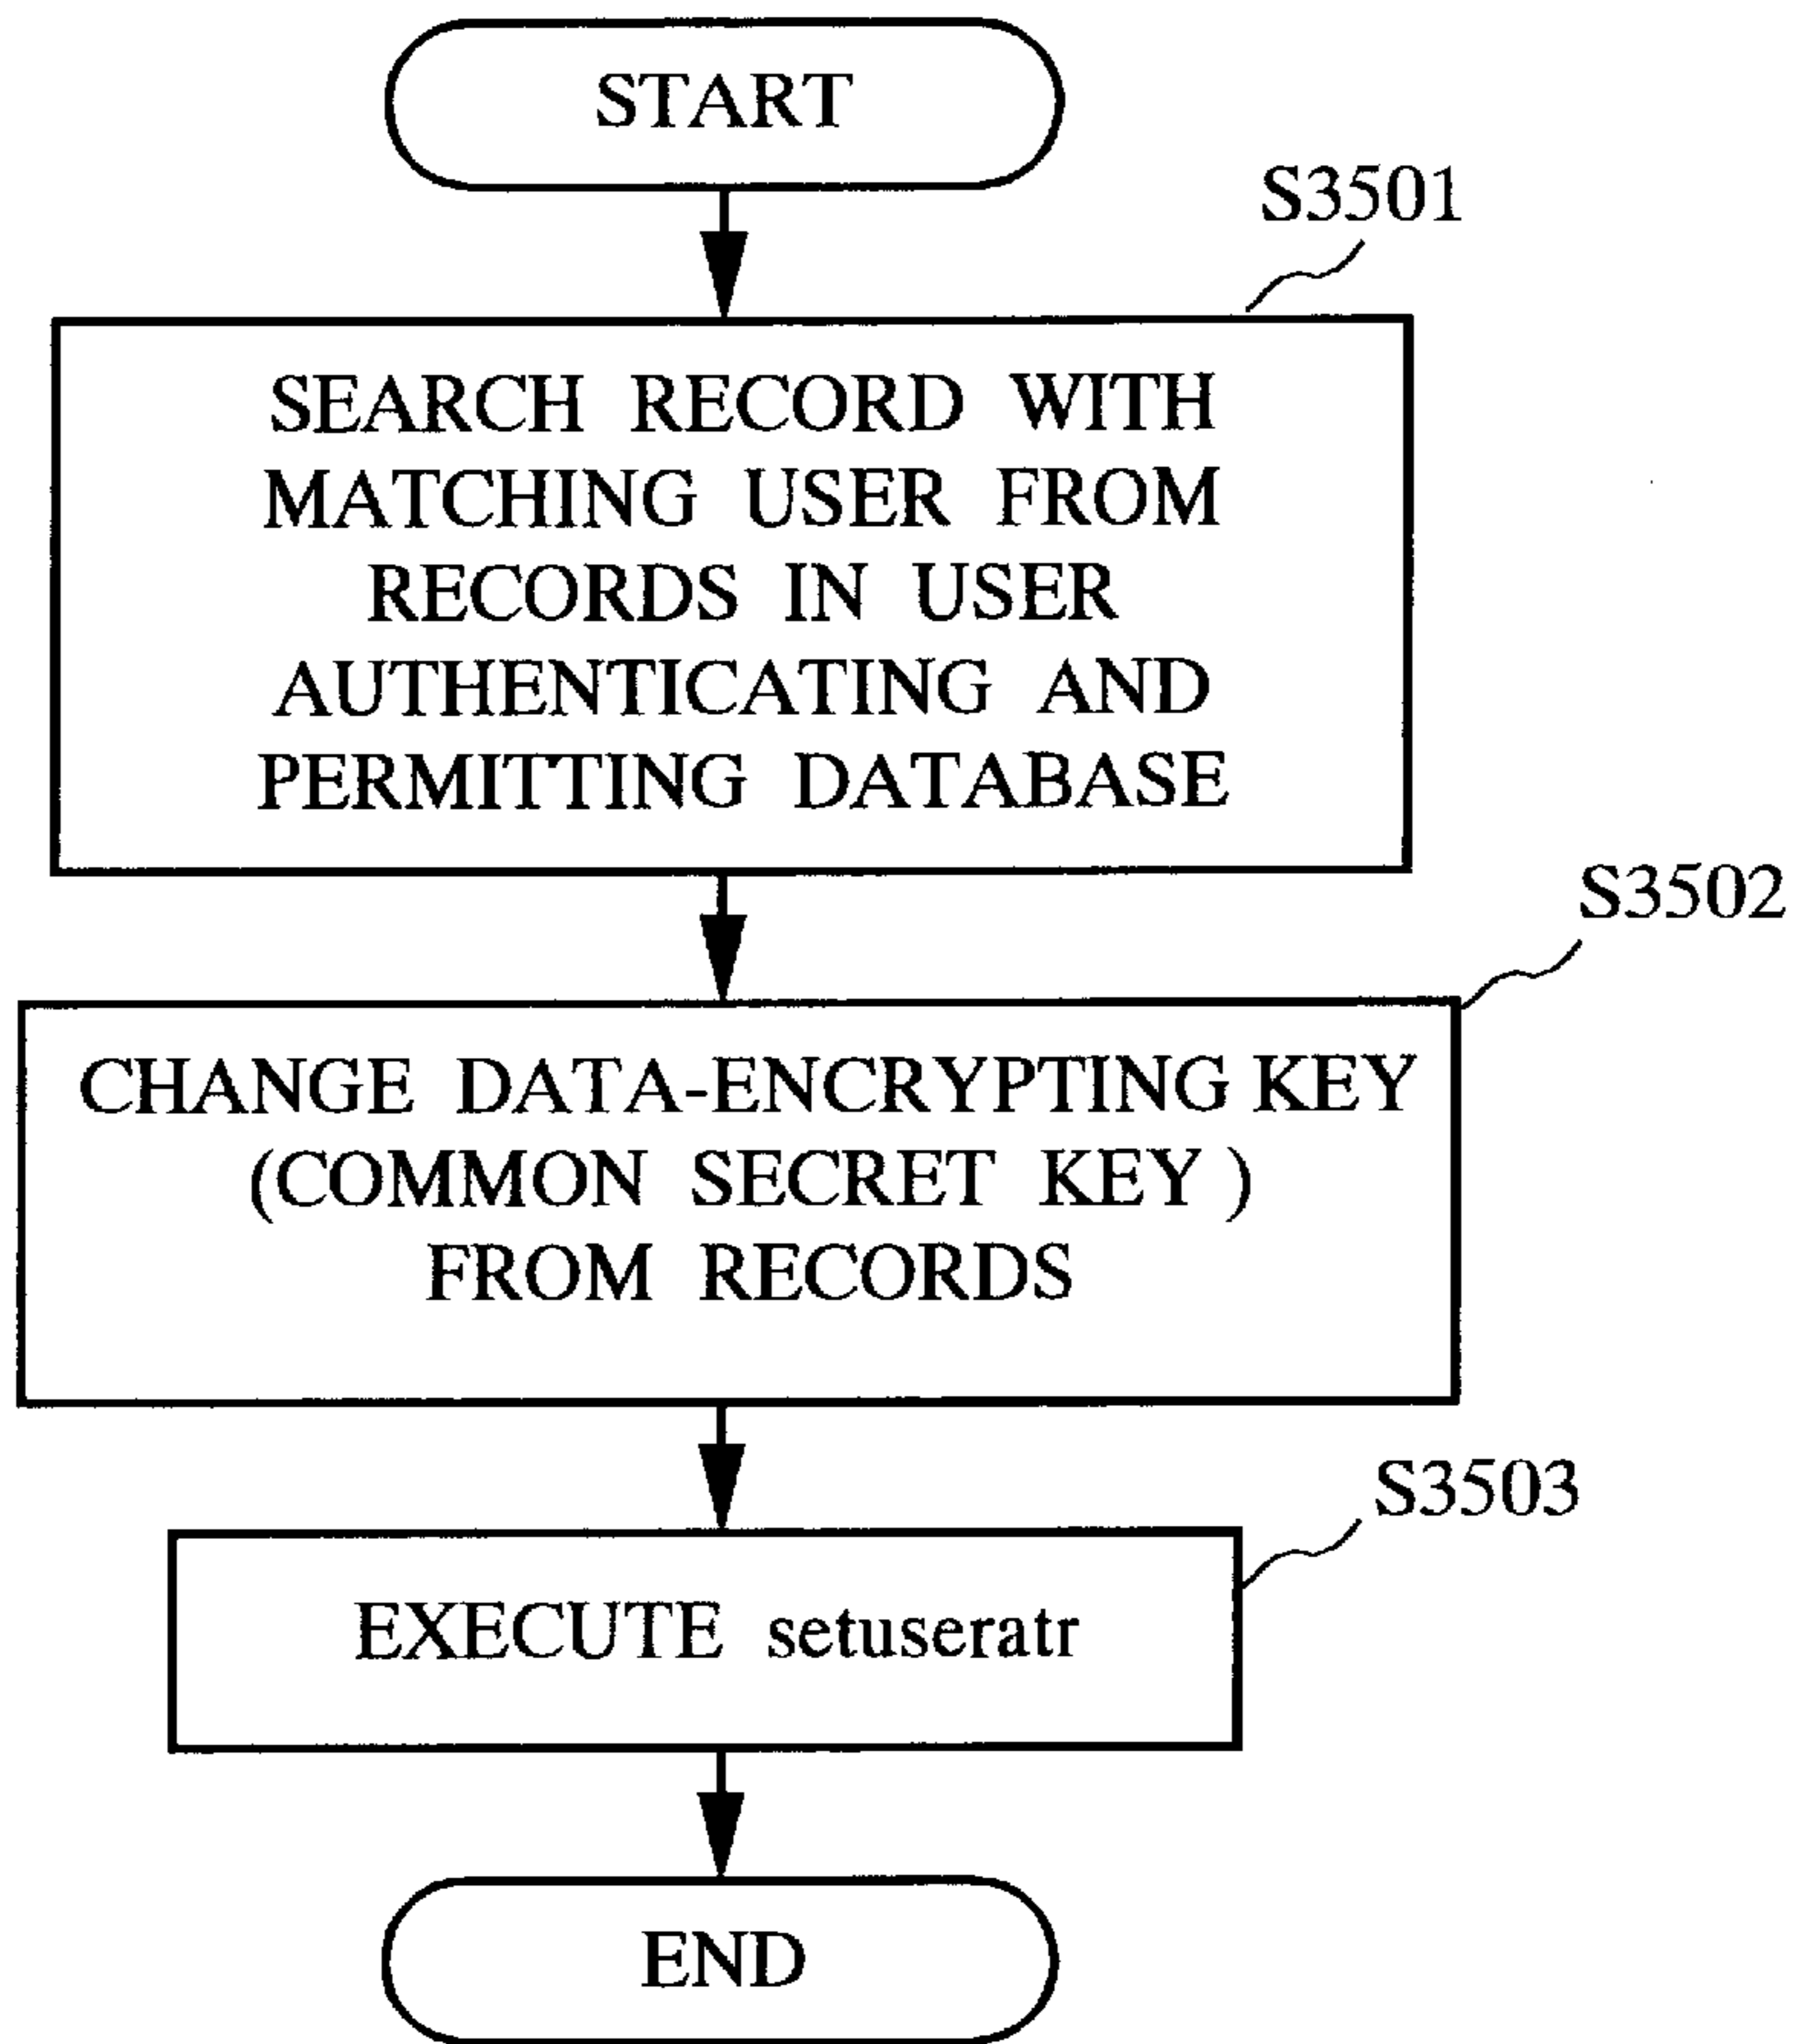 START
S3501
SEARCH RECORD WITH
MATCHING USER FROM
RECORDS IN USER
AUTHENTICATING AND
PERMITTING DATABASE
S3502
CHANGE DATA-ENCRYPTING KEY
(COMMON SECRET KEY)
FROM RECORDS
S3503
EXECUTE setuseratr
END